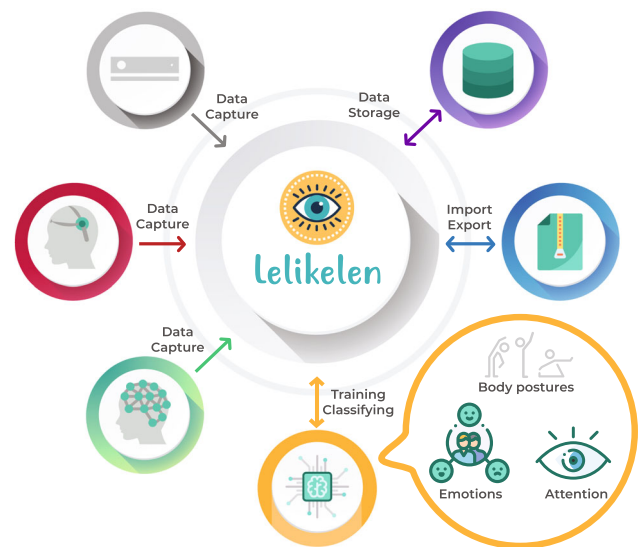 Data
Capture
Data
Storage
Data
Capture
Import
Export
Lelikelen
Data
Capture
Training
Classifying
Body postures
Emotions
Attention